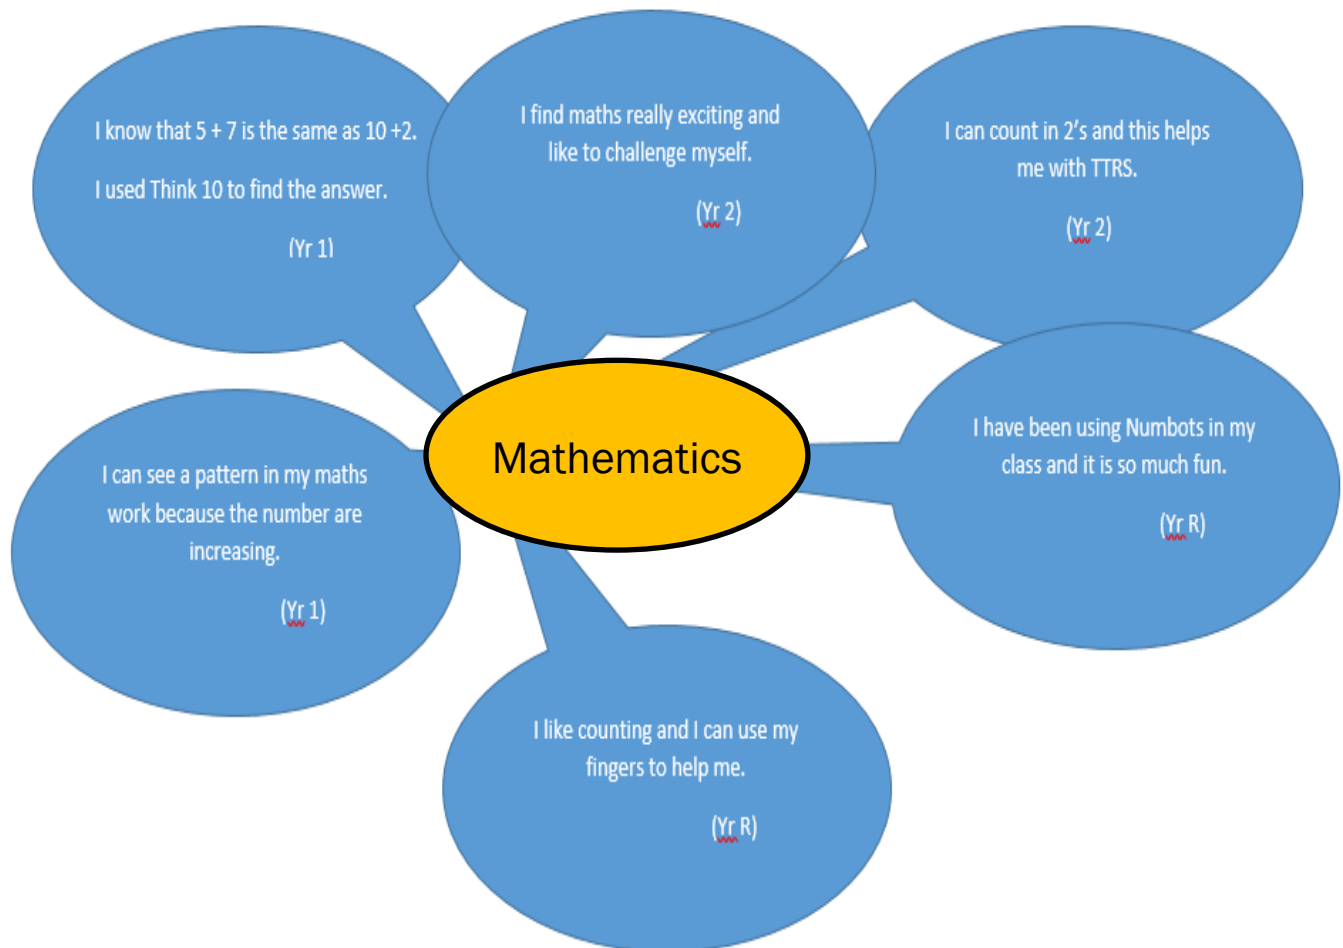 I know that 5 + 7 is the same as 10 +2.
I used Think 10 to find the answer.
(Yr 1)
I find maths really exciting and
like to challenge myself.
(Yr 2)
I can count in 2's and this helps
me with TTRS.
(Yr 2)
Mathematics
I have been using Numbots in my
class and it is so much fun.
(Yr R)
I can see a pattern in my maths
work because the number are
increasing.
(Yr 1)
I like counting and I can use my
fingers to help me.
(Yr R)